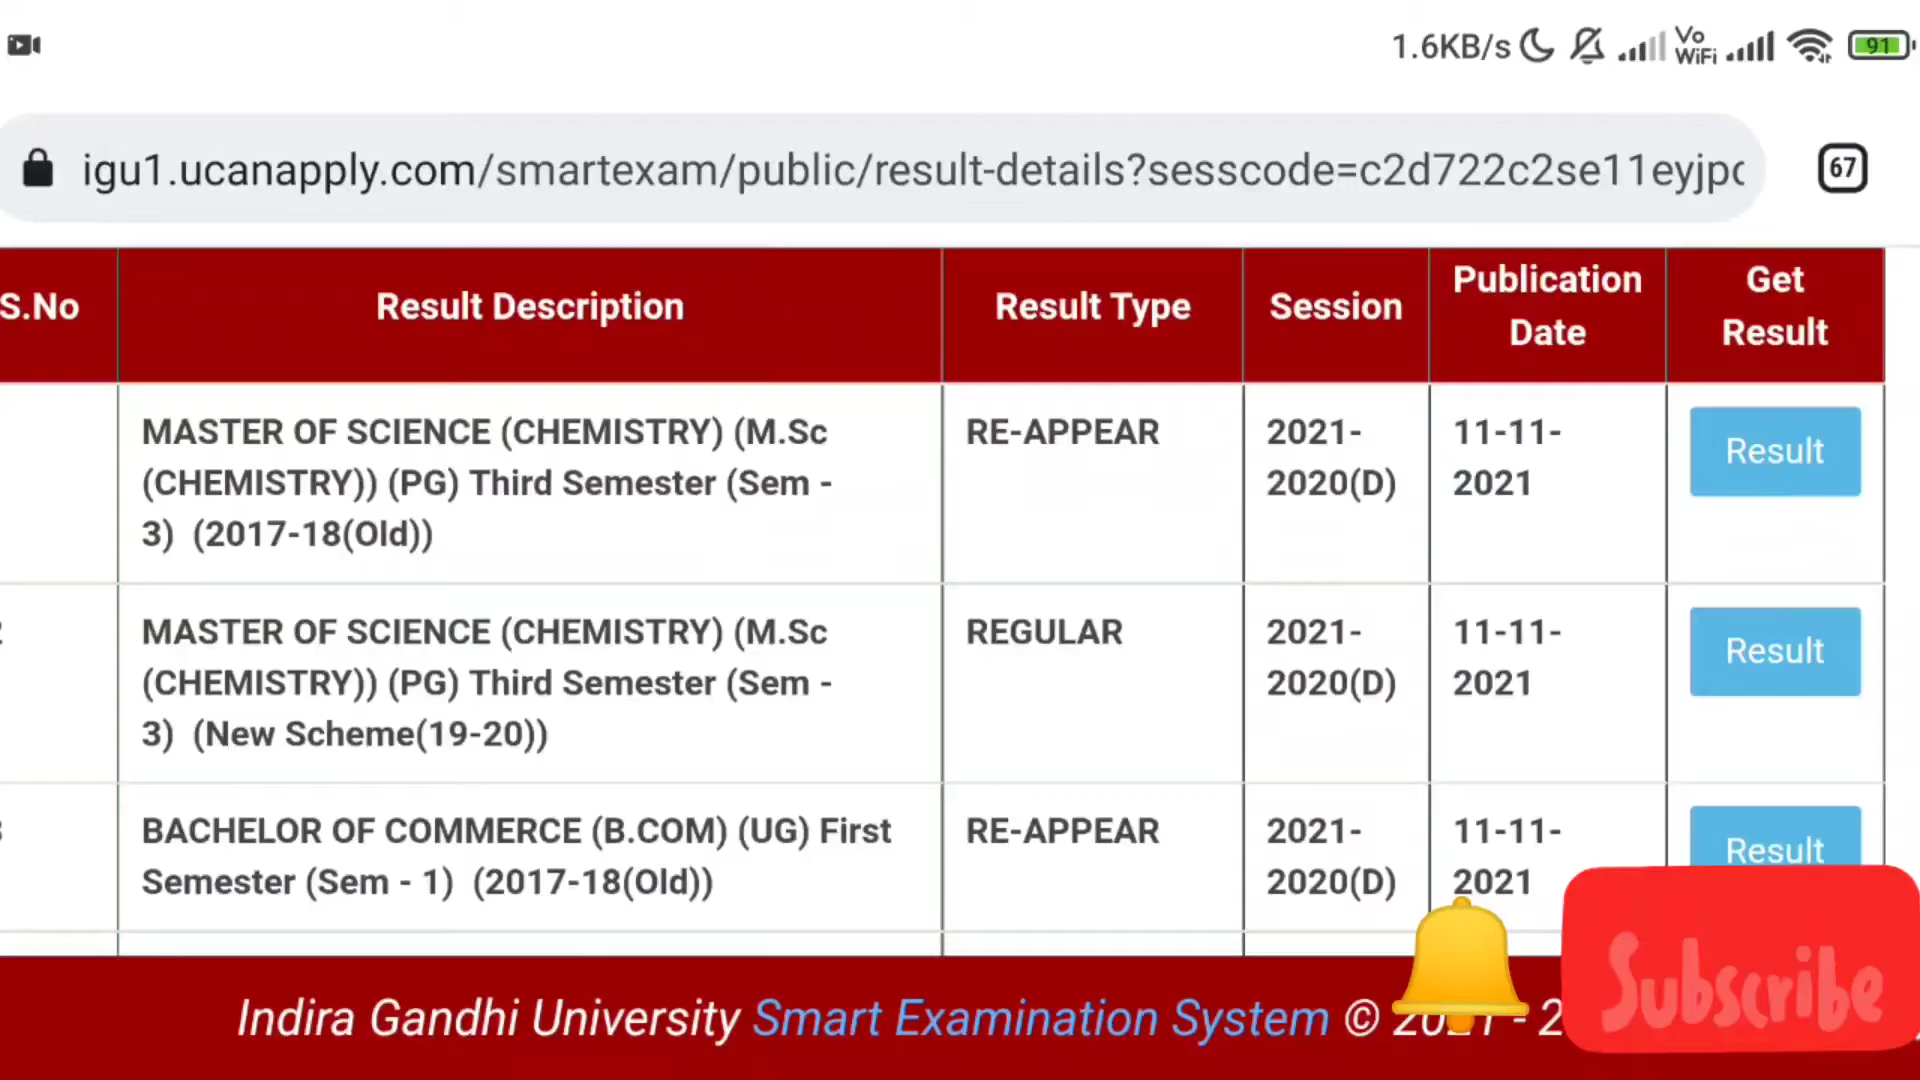 1.6KB/s Vo WiFi 91
igu1.ucanapply.com/smartexam/public/result-details?sesscode=c2d722c2se11eyjpc 67
S.No Result Description Result Type Session Publication Date Get Result
MASTER OF SCIENCE (CHEMISTRY) (M.Sc RE-APPEAR 2021- 11-11- Result
(CHEMISTRY)) (PG) Third Semester (Sem - 2020(D) 2021
3) (2017-18(Old))
MASTER OF SCIENCE (CHEMISTRY) (M.Sc REGULAR 2021- 11-11- Result
(CHEMISTRY)) (PG) Third Semester (Sem - 2020(D) 2021
3) (New Scheme(19-20))
BACHELOR OF COMMERCE (B.COM) (UG) First RE-APPEAR 2021- 11-11- Result
Semester (Sem - 1) (2017-18(Old)) 2020(D) 2021
Indira Gandhi University Smart Examination System © 2021 - 2
Subscribe